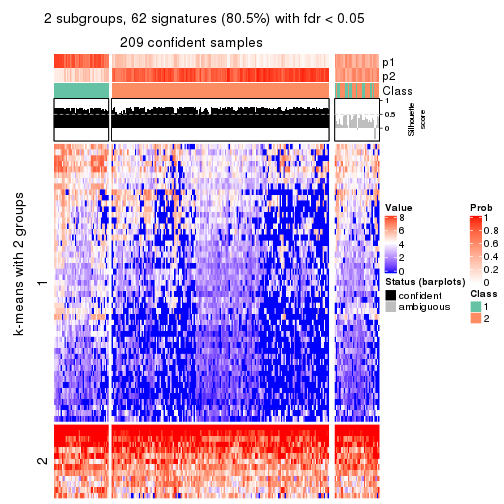 2 subgroups, 62 signatures (80.5%) with fdr < 0.05
209 confident samples
p1
p2
Class
1
0.5
0
Silhouette
score
k-means with 2 groups
1
2
Value
8
6
4
2
0
Prob
1
0.8
0.6
0.4
0.2
0
Status (barplots)
confident
ambiguous
Class
1
2